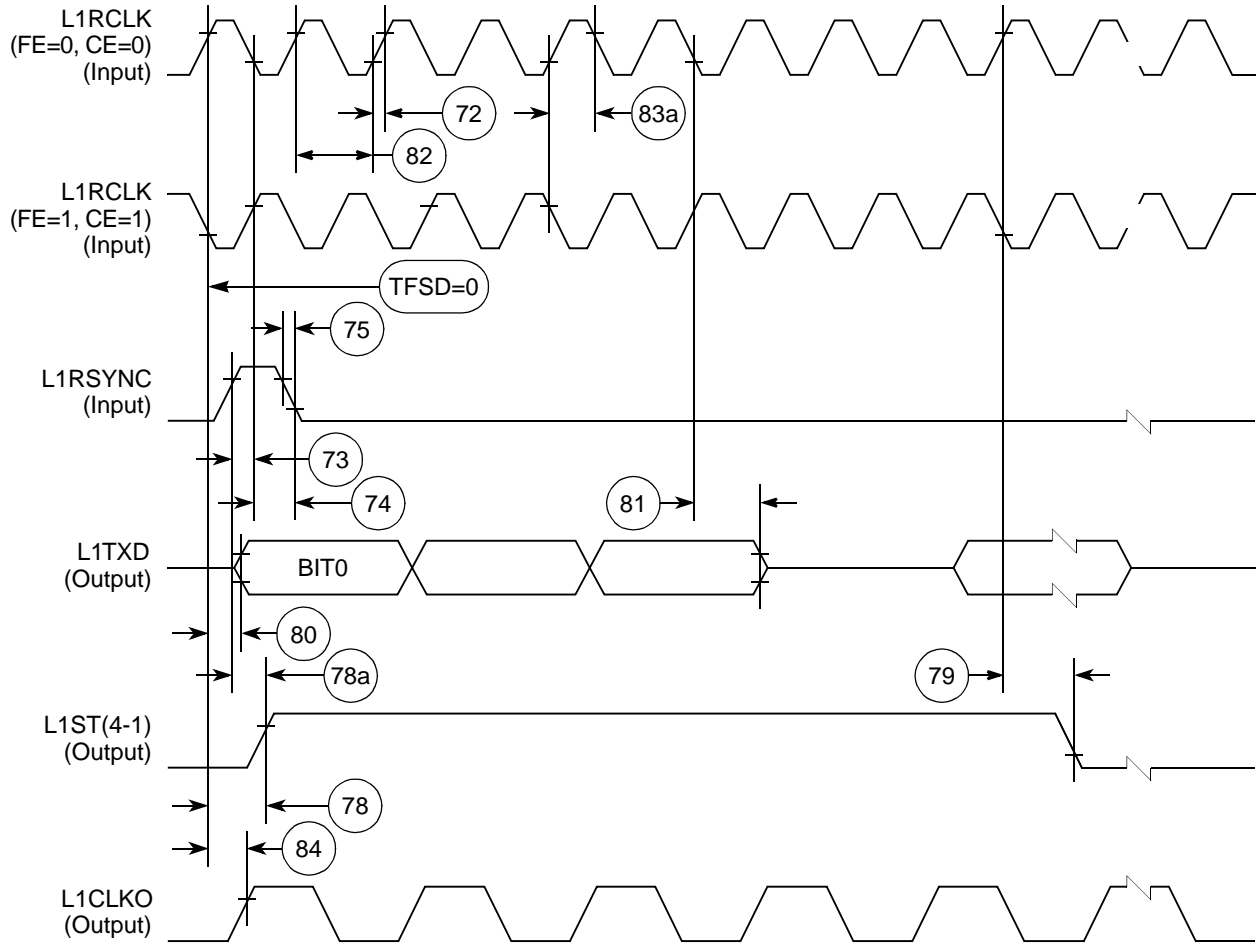 L1RCLK
(FE=0, CE=0)
(Input)
72
83a
82
L1RCLK
(FE=1, CE=1)
(Input)
TFSD=0
75
L1RSYNC
(Input)
73
74
81
L1TXD
(Output)
BIT0
80
78a
79
L1ST(4-1)
(Output)
78
84
L1CLKO
(Output)